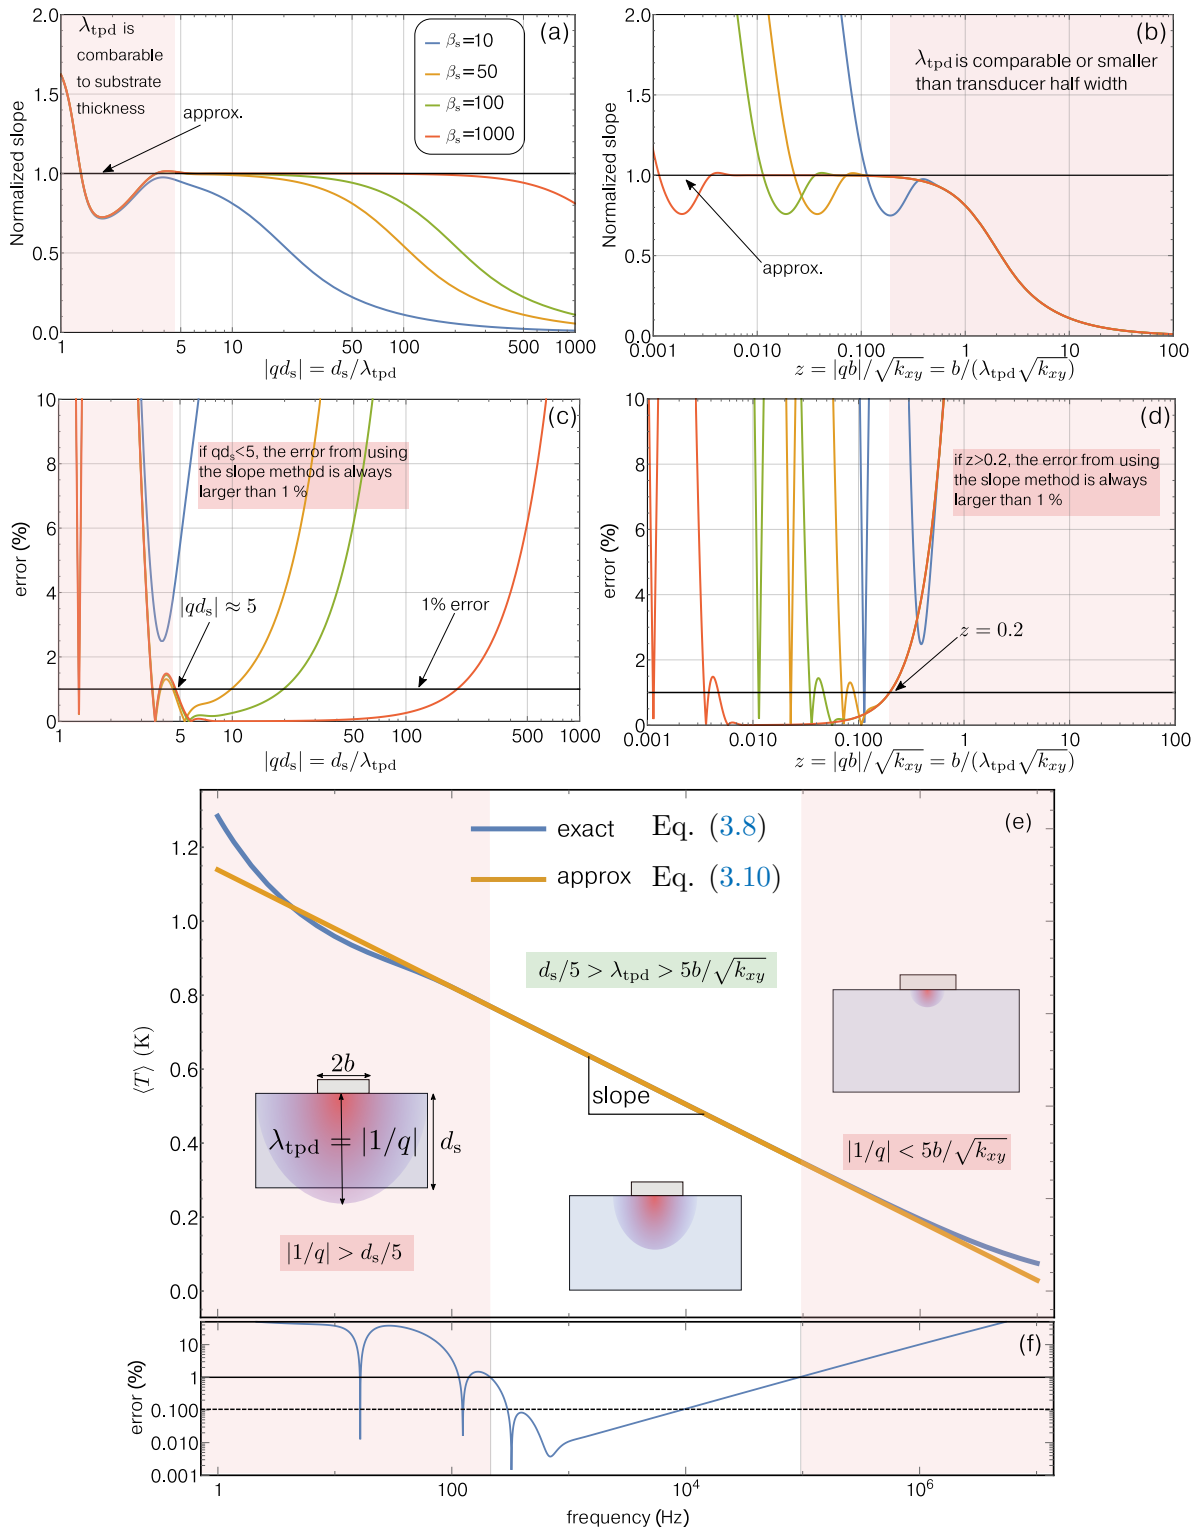 λtpd is
combarable
to substrate
thickness
approx.
(a)
βs=10
βs=50
βs=100
βs=1000
Normalized slope
2.0
1.5
1.0
0.5
0.0
1 5 10 50 100 500 1000
|qds| = ds/λtpd
(b)
λtpd is comparable or smaller
than transducer half width
approx.
Normalized slope
2.0
1.5
1.0
0.5
0.0
0.001 0.010 0.100 1 10 100
z = |qb|/√kxy = b/(λtpd√kxy)
(c)
if qds<5, the error from using
the slope method is always
larger than 1 %
|qds| ≈ 5
1% error
error (%)
10
8
6
4
2
0
1 5 10 50 100 500 1000
|qds| = ds/λtpd
(d)
if z>0.2, the error from using
the slope method is always
larger than 1 %
z = 0.2
error (%)
10
8
6
4
2
0
0.001 0.010 0.100 1 10 100
z = |qb|/√kxy = b/(λtpd√kxy)
(e)
exact Eq. (3.8)
approx Eq. (3.10)
ds/5 > λtpd > 5b/√kxy
⟨T⟩ (K)
1.2
1.0
0.8
0.6
0.4
0.2
0.0
slope
2b
λtpd = |1/q|
ds
|1/q| > ds/5
|1/q| < 5b/√kxy
(f)
error (%)
10
1
0.100
0.010
0.001
1 100 10⁴ 10⁶
frequency (Hz)